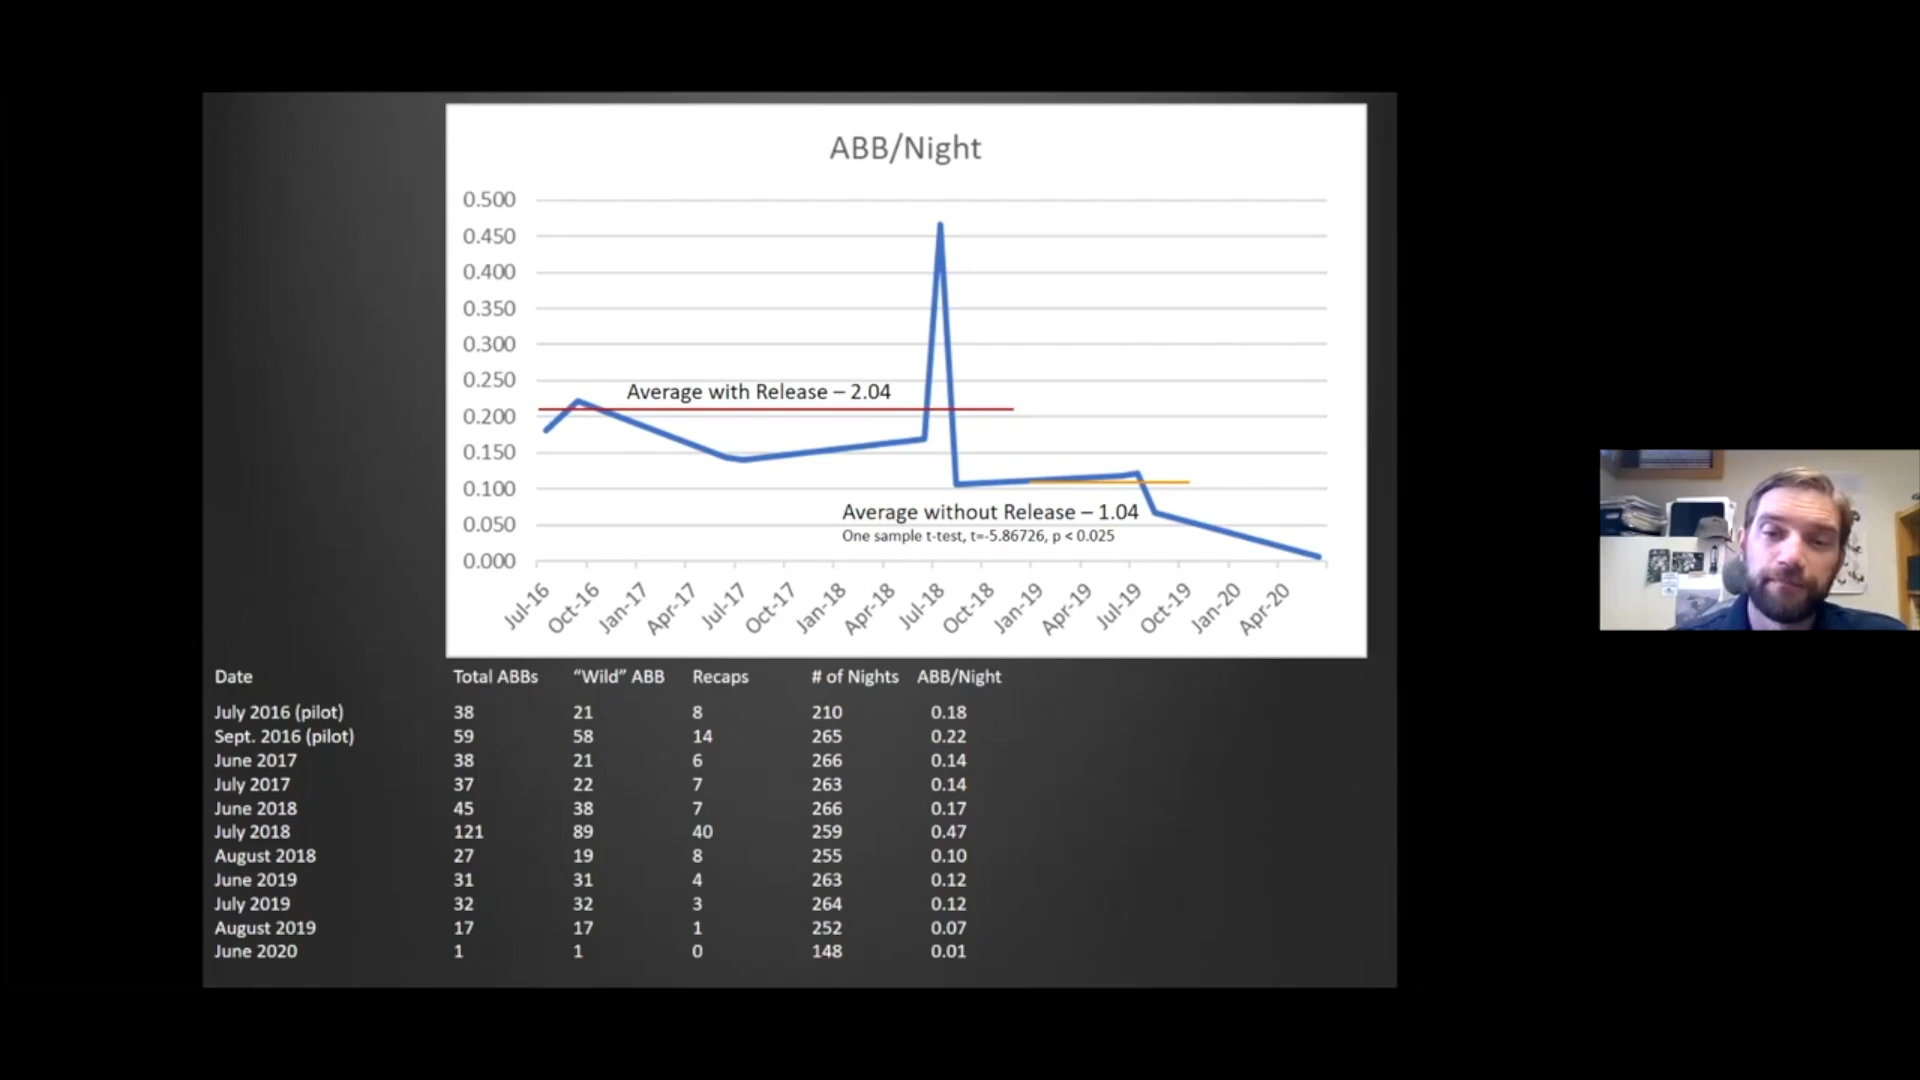 ABB/Night
0.500
0.450
0.400
0.350
0.300
0.250
0.200
0.150
0.100
0.050
0.000
Average with Release – 2.04
Average without Release – 1.04
One sample t-test, t=-5.86726, p < 0.025
Jul-16 Oct-16 Jan-17 Apr-17 Jul-17 Oct-17 Jan-18 Apr-18 Jul-18 Oct-18 Jan-19 Apr-19 Jul-19 Oct-19 Jan-20 Apr-20
Date Total ABBs “Wild” ABB Recaps # of Nights ABB/Night
July 2016 (pilot) 38 21 8 210 0.18
Sept. 2016 (pilot) 59 58 14 265 0.22
June 2017 38 21 6 266 0.14
July 2017 37 22 7 263 0.14
June 2018 45 38 7 266 0.17
July 2018 121 89 40 259 0.47
August 2018 27 19 8 255 0.10
June 2019 31 31 4 263 0.12
July 2019 32 32 3 264 0.12
August 2019 17 17 1 252 0.07
June 2020 1 1 0 148 0.01